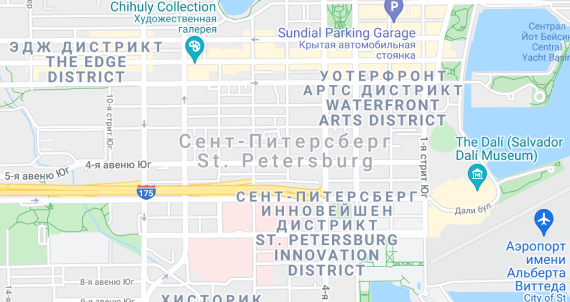 Chihuly Collection
Художественная
галерея
Sundial Parking Garage
Крытая автомобильная
стоянка
Сентрал
Йот Бейсин
Central
Yacht Basin
ЭДЖ ДИСТРИКТ
THE EDGE
DISTRICT
УОТЕРФРОНТ
АРТС ДИСТРИКТ
WATERFRONT
ARTS DISTRICT
10-я стрит
Сент-Питерсберг
St. Petersburg
4-я авеню Юг
5-я авеню Юг
1-я стрит Юг
The Dalí (Salvador
Dalí Museum)
175
Дали бул.
СЕНТ-ПИТЕРСБЕРГ
ИННОВЕЙШЕН
ДИСТРИКТ
ST. PETERSBURG
INNOVATION
DISTRICT
Аэропорт
имени
Альберта
Виттеда
City of St
8-я авеню Юг
8-я авеню Юг
4-я
ХИСТОРИК